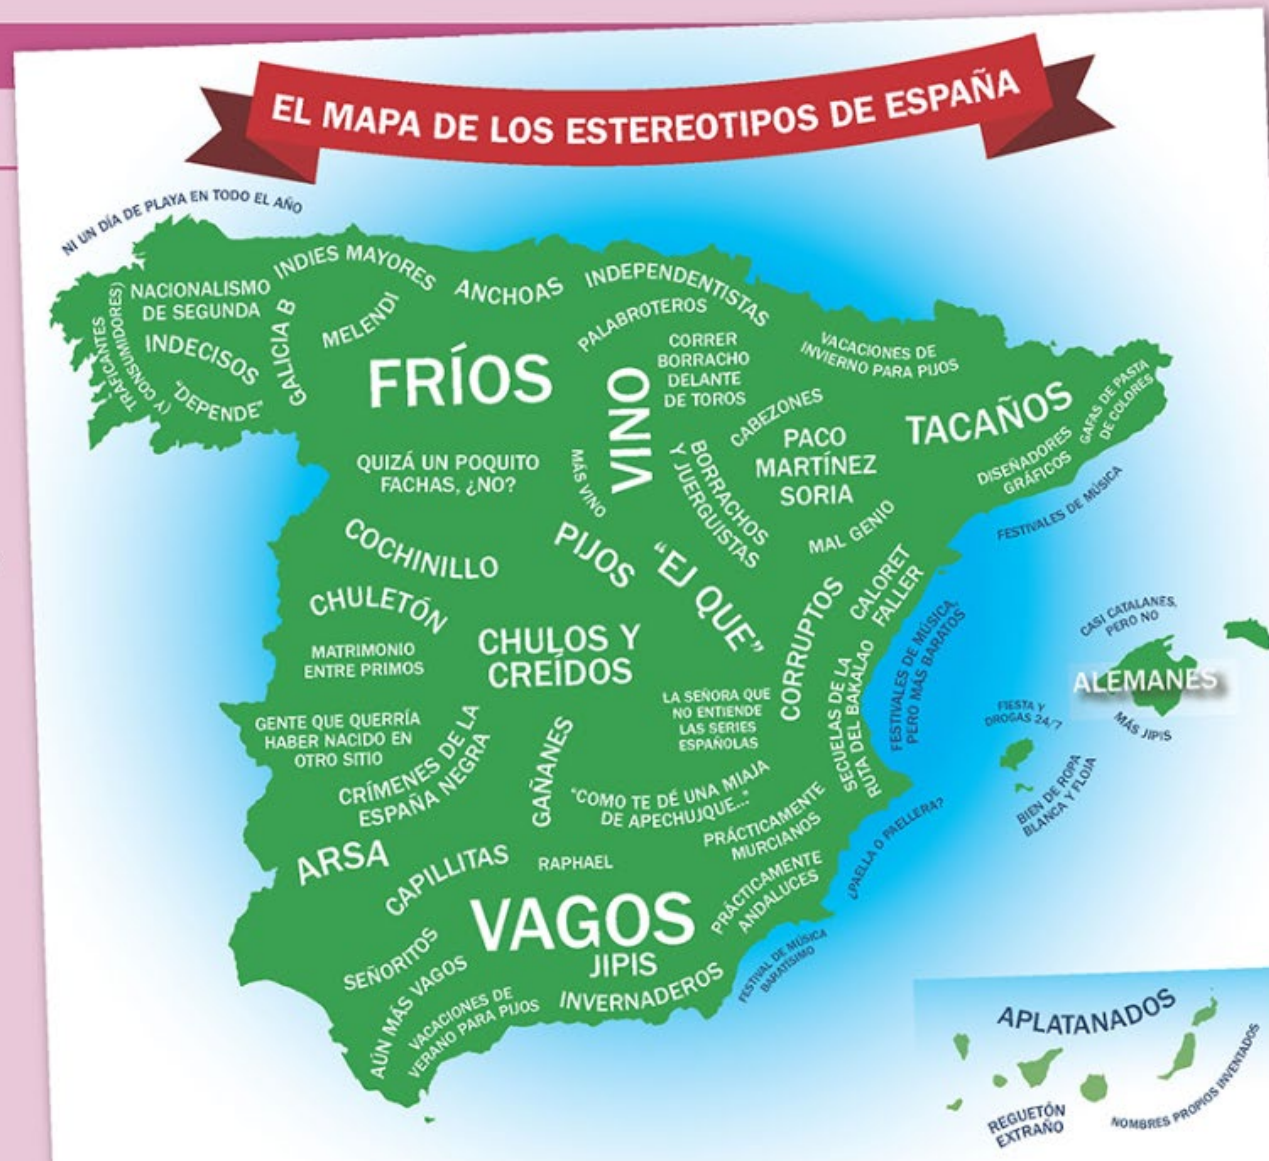 EL MAPA DE LOS ESTEREOTIPOS DE ESPAÑA
NI UN DÍA DE PLAYA EN TODO EL AÑO
TRAFICANTES
(Y CONSUMIDORES)
NACIONALISMO
DE SEGUNDA
INDECISOS
"DEPENDE"
GALICIA B
INDIES MAYORES
MELENDI
ANCHOAS
INDEPENDENTISTAS
PALABROTEROS
CORRER
BORRACHO
DELANTE
DE TOROS
VACACIONES DE
INVIERNO PARA PIJOS
FRÍOS
VINO
MÁS VINO
CABEZONES
PACO
MARTÍNEZ
SORIA
TACAÑOS
GAFAS DE PASTA
DE COLORES
DISEÑADORES
GRÁFICOS
FESTIVALES DE MÚSICA
QUIZÁ UN POQUITO
FACHAS, ¿NO?
BORRACHOS
Y JUERGUISTAS
MAL GENIO
COCHINILLO
PIJOS
"EJ QUE"
CALORET
FALLER
CORRUPTOS
CHULETÓN
MATRIMONIO
ENTRE PRIMOS
CHULOS Y
CREÍDOS
LA SEÑORA QUE
NO ENTIENDE
LAS SERIES
ESPAÑOLAS
SECUELAS DE LA
RUTA DEL BAKALAO
FESTIVALES DE MÚSICA,
PERO MÁS BARATOS
CASI CATALANES,
PERO NO
ALEMANES
MÁS JIPIS
FIESTA Y
DROGAS 24/7
BIEN DE ROPA
BLANCA Y FLOJA
GENTE QUE QUERRÍA
HABER NACIDO EN
OTRO SITIO
CRÍMENES DE LA
ESPAÑA NEGRA
GAÑANES
"COMO TE DÉ UNA MIAJA
DE APECHUJQUE..."
PRÁCTICAMENTE
MURCIANOS
¿PAELLA O PAELLERA?
ARSA
CAPILLITAS
RAPHAEL
PRÁCTICAMENTE
ANDALUCES
VAGOS
JIPIS
SEÑORITOS
AÚN MÁS VAGOS
VACACIONES DE
VERANO PARA PIJOS
INVERNADEROS
FESTIVAL DE MÚSICA
BARATÍSIMO
APLATANADOS
REGUETÓN
EXTRAÑO
NOMBRES PROPIOS INVENTADOS